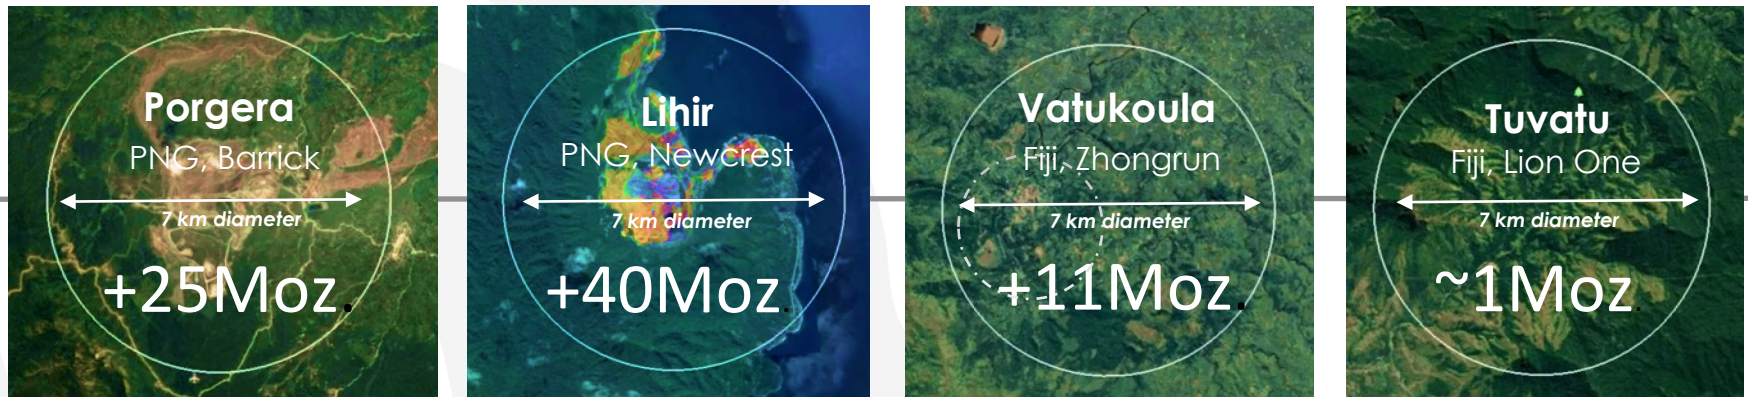 Porgera
PNG, Barrick
7 km diameter
+25Moz.
Lihir
PNG, Newcrest
7 km diameter
+40Moz.
Vatukoula
Fiji, Zhongrun
7 km diameter
+11Moz.
Tuvatu
Fiji, Lion One
7 km diameter
~1Moz.